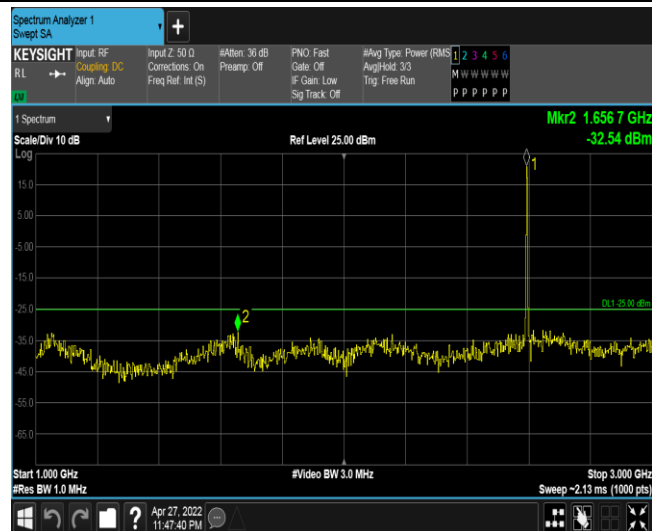 Spectrum Analyzer 1
Swept SA
+
KEYSIGHT
RL
LXI
Input: RF
Coupling: DC
Align: Auto
Input Z: 50 Ω
Corrections: On
Freq Ref: Int (S)
#Atten: 36 dB
Preamp: Off
PNO: Fast
Gate: Off
IF Gain: Low
Sig Track: Off
#Avg Type: Power (RMS
Avg|Hold: 3/3
Trig: Free Run
1 2 3 4 5 6
M W W W W W
P P P P P P
1 Spectrum
Mkr2 1.656 7 GHz
Scale/Div 10 dB
Ref Level 25.00 dBm
-32.54 dBm
Log
1
15.0
5.00
-5.00
-15.0
-25.0
DL1 -25.00 dBm
2
-35.0
-45.0
-55.0
-65.0
Start 1.000 GHz
#Video BW 3.0 MHz
Stop 3.000 GHz
#Res BW 1.0 MHz
Sweep ~2.13 ms (1000 pts)
?
Apr 27, 2022
11:47:40 PM